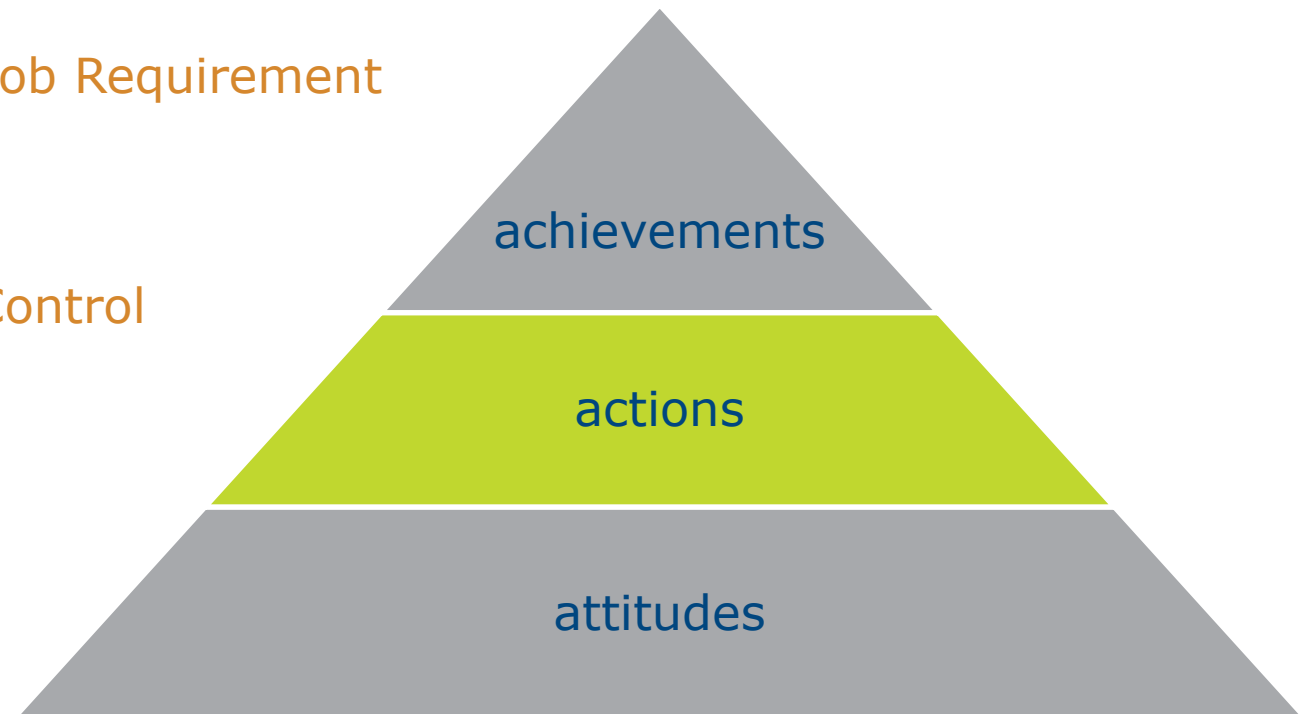 ob Requirement
achievements
Control
actions
attitudes